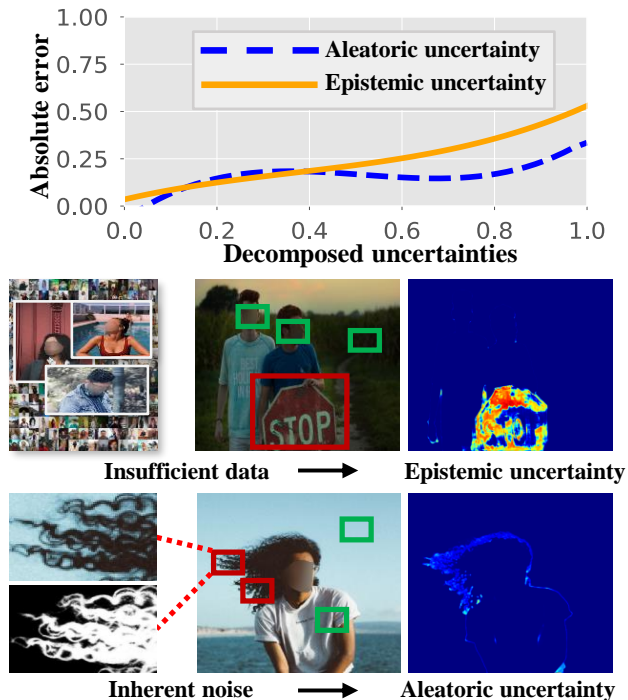 1.00
0.75
0.50
0.25
0.00
Absolute error
Aleatoric uncertainty
Epistemic uncertainty
0.0 0.2 0.4 0.6 0.8 1.0
Decomposed uncertainties
BEST
STOP
Insufficient data
Epistemic uncertainty
Inherent noise
Aleatoric uncertainty